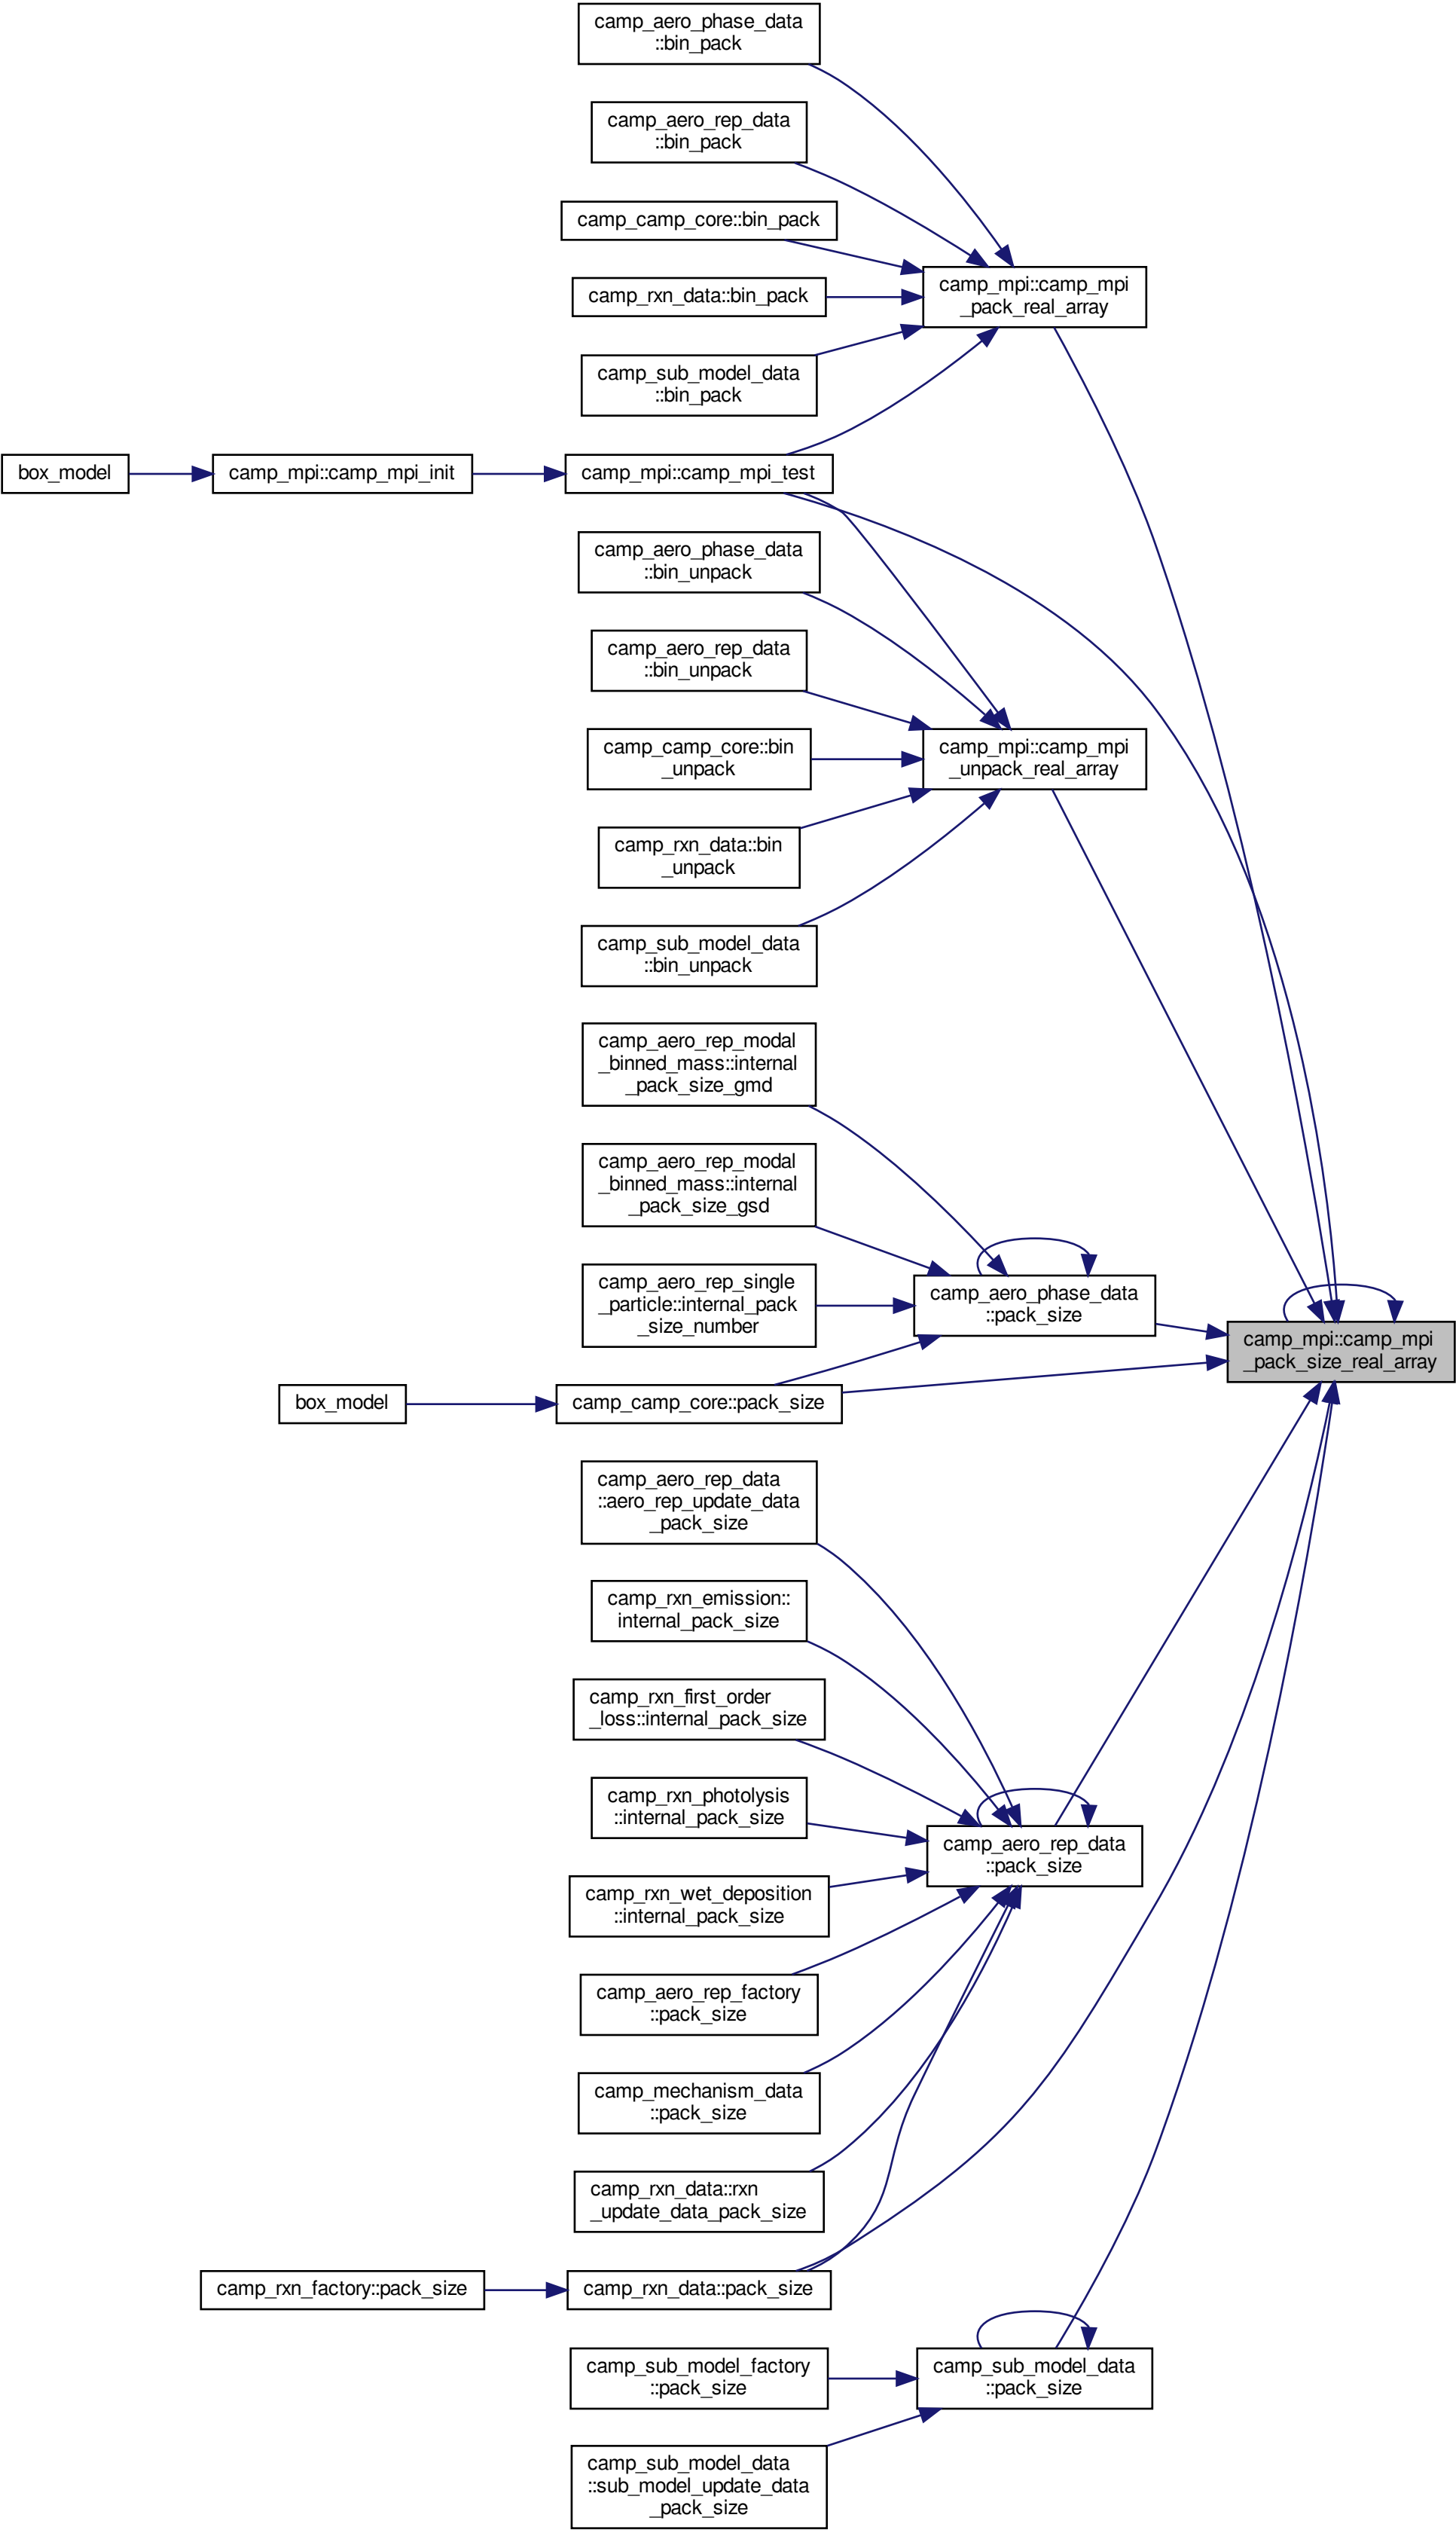 camp_aero_phase_data
::bin_pack
camp_aero_rep_data
::bin_pack
camp_camp_core::bin_pack
camp_mpi::camp_mpi
_pack_real_array
camp_rxn_data::bin_pack
camp_sub_model_data
::bin_pack
box_model
camp_mpi::camp_mpi_init
camp_mpi::camp_mpi_test
camp_aero_phase_data
::bin_unpack
camp_aero_rep_data
::bin_unpack
camp_camp_core::bin
_unpack
camp_mpi::camp_mpi
_unpack_real_array
camp_rxn_data::bin
_unpack
camp_sub_model_data
::bin_unpack
camp_aero_rep_modal
_binned_mass::internal
_pack_size_gmd
camp_aero_rep_modal
_binned_mass::internal
_pack_size_gsd
camp_aero_rep_single
_particle::internal_pack
_size_number
camp_aero_phase_data
::pack_size
camp_mpi::camp_mpi
_pack_size_real_array
box_model
camp_camp_core::pack_size
camp_aero_rep_data
::aero_rep_update_data
_pack_size
camp_rxn_emission::
internal_pack_size
camp_rxn_first_order
_loss::internal_pack_size
camp_rxn_photolysis
::internal_pack_size
camp_aero_rep_data
::pack_size
camp_rxn_wet_deposition
::internal_pack_size
camp_aero_rep_factory
::pack_size
camp_mechanism_data
::pack_size
camp_rxn_data::rxn
_update_data_pack_size
camp_rxn_factory::pack_size
camp_rxn_data::pack_size
camp_sub_model_factory
::pack_size
camp_sub_model_data
::pack_size
camp_sub_model_data
::sub_model_update_data
_pack_size